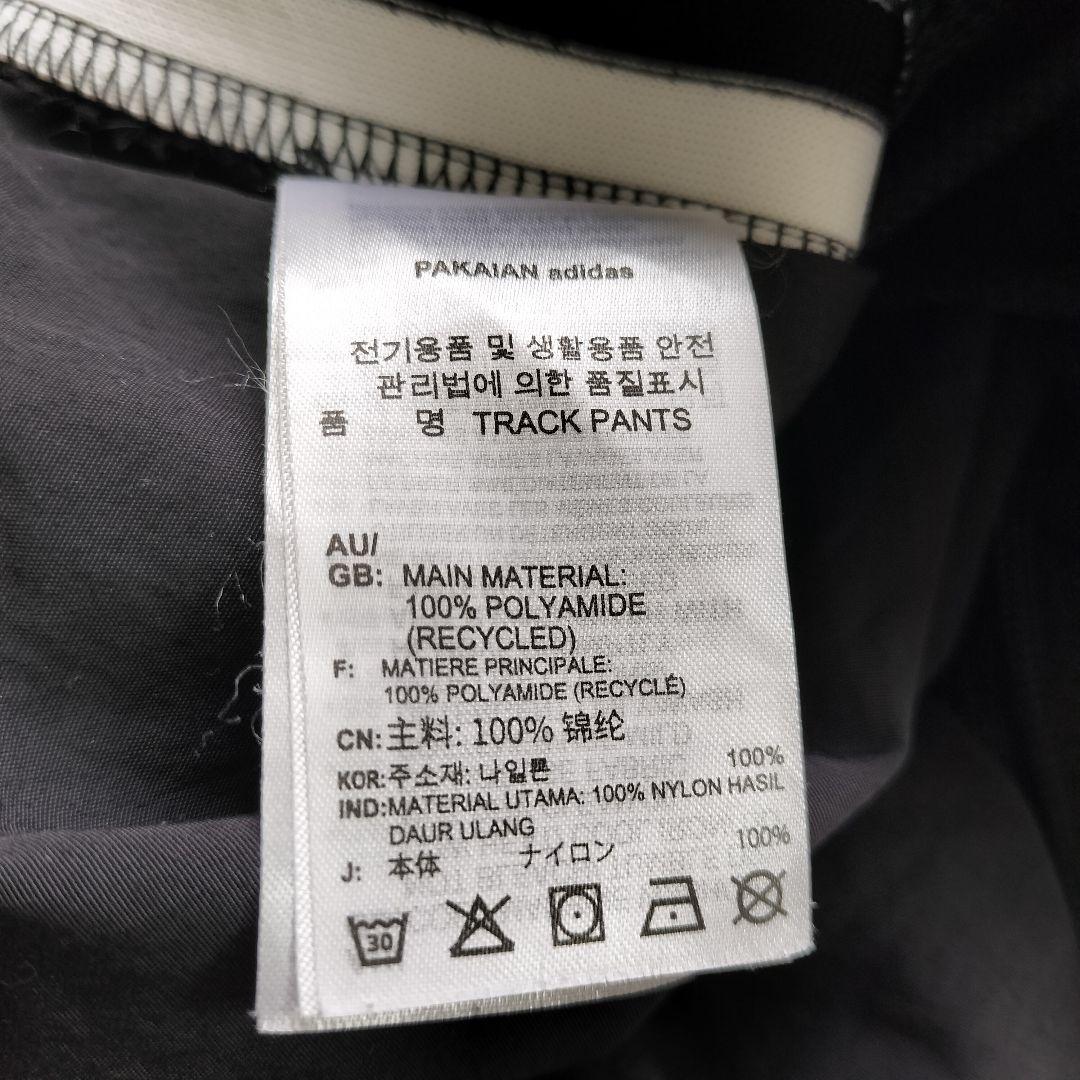 PAKAIAN adidas
전기용품 및 생활용품 안전
관리법에 의한 품질표시
품 명 TRACK PANTS
AU/
GB: MAIN MATERIAL:
100% POLYAMIDE
(RECYCLED)
F: MATIERE PRINCIPALE:
100% POLYAMIDE (RECYCLÉ)
CN: 主料: 100% 锦纶
KOR: 주소재: 나일론 100%
IND: MATERIAL UTAMA: 100% NYLON HASIL
DAUR ULANG
J: 本体 ナイロン 100%
30